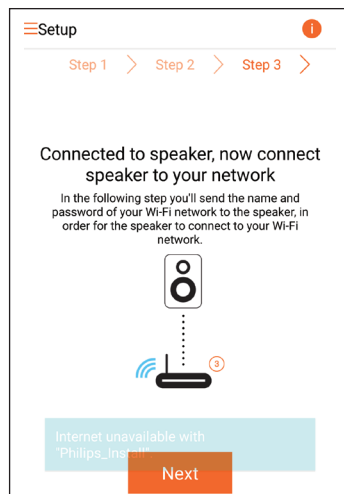 Setup
i
Step 1 > Step 2 > Step 3 >
Connected to speaker, now connect
speaker to your network
In the following step you'll send the name and
password of your Wi-Fi network to the speaker, in
order for the speaker to connect to your Wi-Fi
network.
3
Internet unavailable with
"Philips_Install".
Next